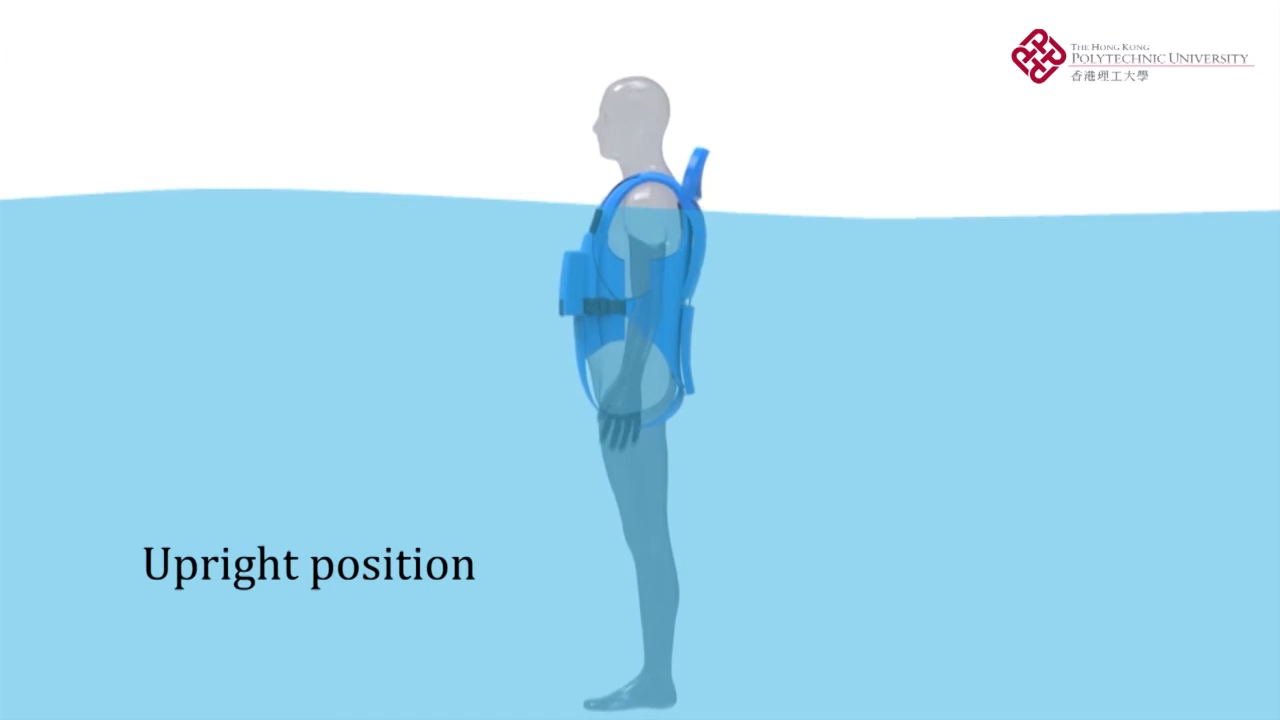 THE HONG KONG
POLYTECHNIC UNIVERSITY
香港理工大學
Upright position